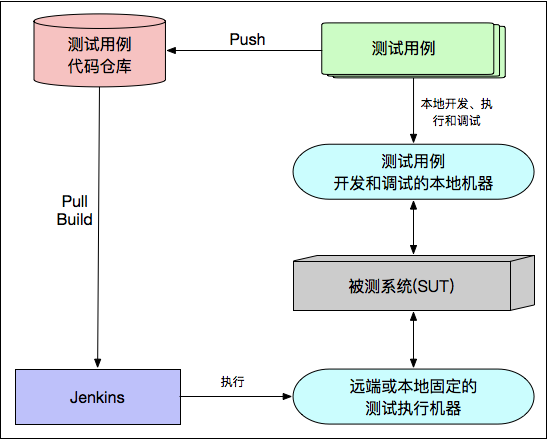 测试用例
代码仓库
Push
测试用例
本地开发、执
行和调试
测试用例
开发和调试的本地机器
Pull
Build
被测系统(SUT)
Jenkins
执行
远端或本地固定的
测试执行机器